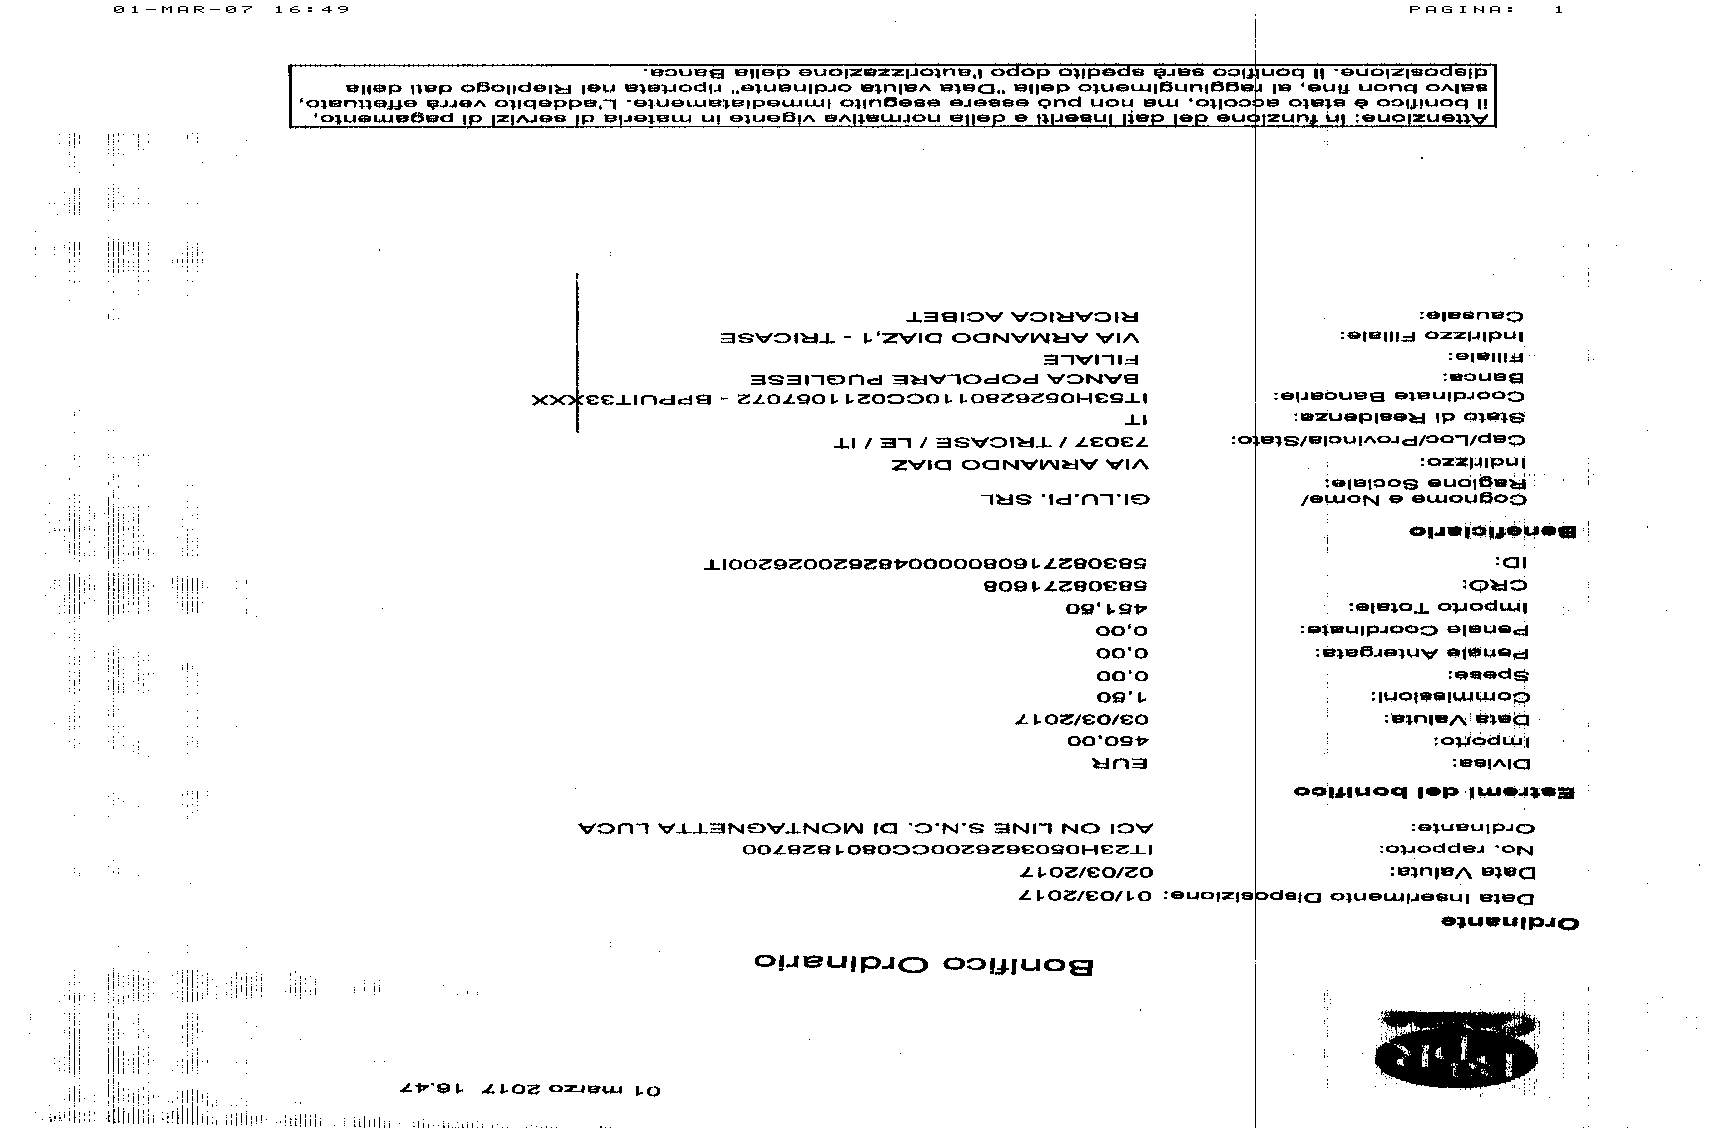 01-MAR-07 16:49 PAGINA: 1
01 marzo 2017 16.47
Bonifico Ordinario
Ordinante
Data Inserimento Disposizione: 01/03/2017
Data Valuta: 02/03/2017
No. rapporto: IT23H0503626200CC0801828700
Ordinante: ACI ON LINE S.N.C. DI MONTAGNETTA LUCA
Estremi del bonifico
Divisa: EUR
Importo: 450,00
Data Valuta: 03/03/2017
Commissioni: 1,50
Spese: 0,00
Penale Antergata: 0,00
Penale Coordinate: 0,00
Importo Totale: 451,50
CRO: 58308271608
ID: 5830827160800000482620026200IT
Beneficiario
Cognome e Nome/ GI.LU.PI. SRL
Ragione Sociale:
Indirizzo: VIA ARMANDO DIAZ
Cap/Loc/Provincia/Stato: 73037 / TRICASE / LE / IT
Stato di Residenza: IT
Coordinate Bancarie: IT53H0526280110CC0211057072 - BPPUIT33XXX
Banca: BANCA POPOLARE PUGLIESE
Filiale: FILIALE
Indirizzo Filiale: VIA ARMANDO DIAZ,1 - TRICASE
Causale: RICARICA ACIBET
Attenzione: in funzione dei dati inseriti e della normativa vigente in materia di servizi di pagamento,
il bonifico è stato accolto, ma non può essere eseguito immediatamente. L'addebito verrà effettuato,
salvo buon fine, al raggiungimento della "Data valuta ordinante" riportata nel Riepilogo dati della
disposizione. Il bonifico sarà spedito dopo l'autorizzazione della Banca.